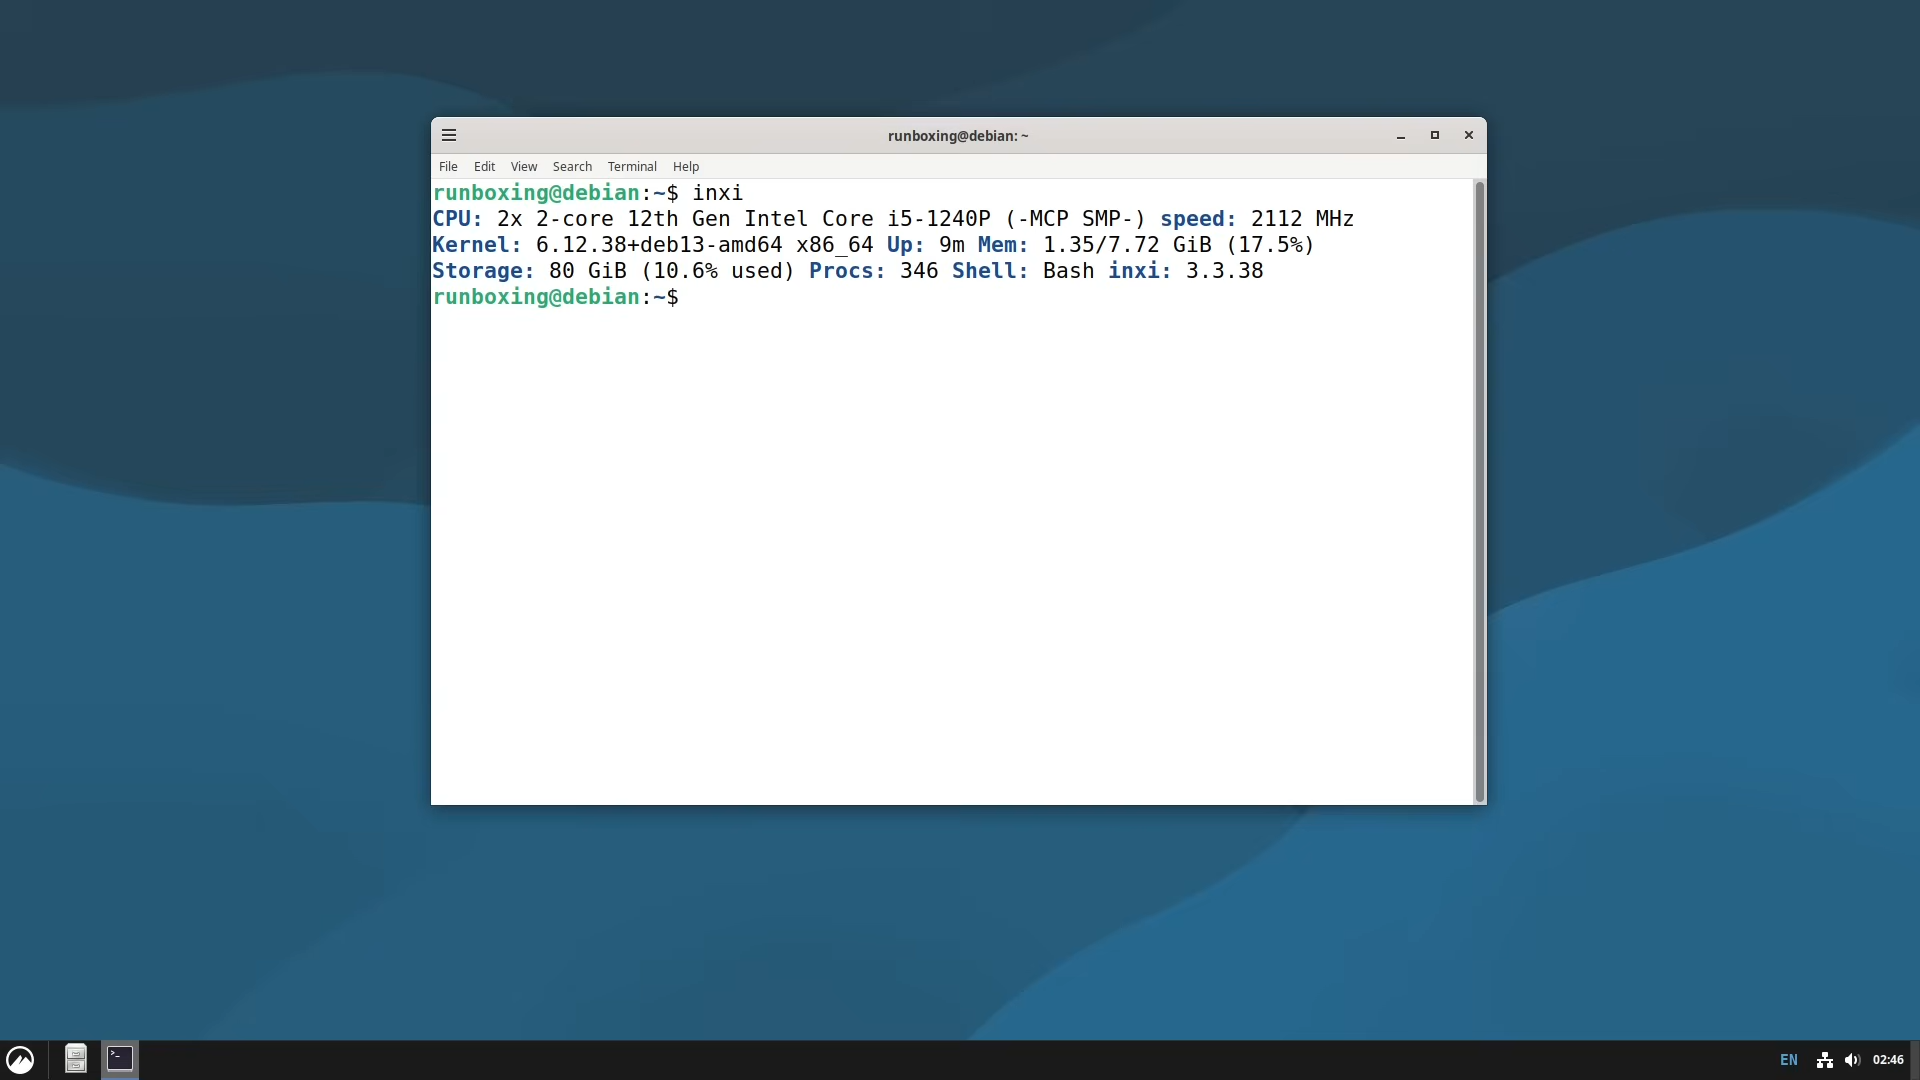 runboxing@debian: ~
File Edit View Search Terminal Help
runboxing@debian:~$ inxi
CPU: 2x 2-core 12th Gen Intel Core i5-1240P (-MCP SMP-) speed: 2112 MHz
Kernel: 6.12.38+deb13-amd64 x86_64 Up: 9m Mem: 1.35/7.72 GiB (17.5%)
Storage: 80 GiB (10.6% used) Procs: 346 Shell: Bash inxi: 3.3.38
runboxing@debian:~$
EN 02:46